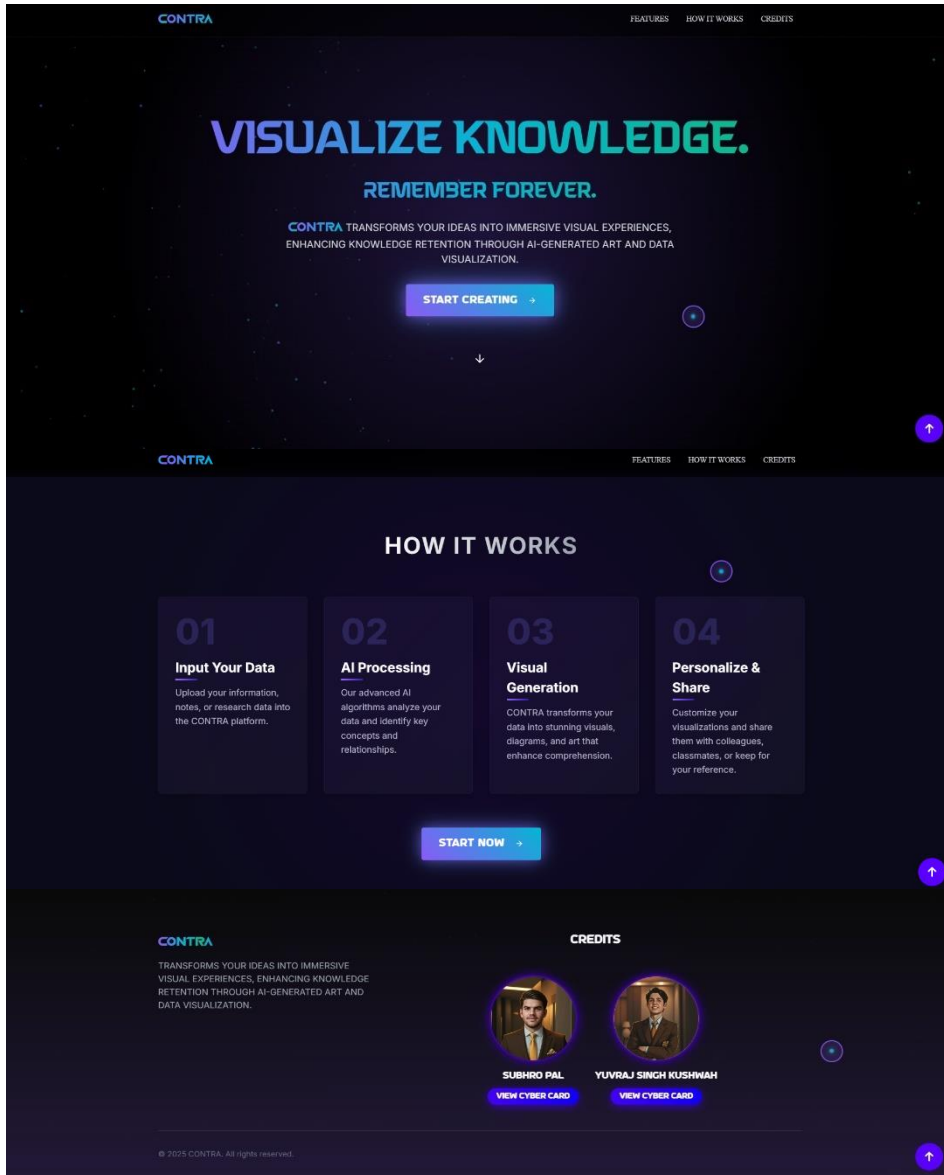 CONTRA
FEATURES HOW IT WORKS CREDITS
VISUALIZE KNOWLEDGE.
REMEMBER FOREVER.
CONTRA TRANSFORMS YOUR IDEAS INTO IMMERSIVE VISUAL EXPERIENCES,
ENHANCING KNOWLEDGE RETENTION THROUGH AI-GENERATED ART AND DATA
VISUALIZATION.
START CREATING →
CONTRA
FEATURES HOW IT WORKS CREDITS
HOW IT WORKS
01
Input Your Data
Upload your information,
notes, or research data into
the CONTRA platform.
02
AI Processing
Our advanced AI
algorithms analyze your
data and identify key
concepts and
relationships.
03
Visual
Generation
CONTRA transforms your
data into stunning visuals,
diagrams, and art that
enhance comprehension.
04
Personalize &
Share
Customize your
visualizations and share
them with colleagues,
classmates, or keep for
your reference.
START NOW →
CONTRA
TRANSFORMS YOUR IDEAS INTO IMMERSIVE
VISUAL EXPERIENCES, ENHANCING KNOWLEDGE
RETENTION THROUGH AI-GENERATED ART AND
DATA VISUALIZATION.
CREDITS
SUBHRO PAL
VIEW CYBER CARD
YUVRAJ SINGH KUSHWAH
VIEW CYBER CARD
© 2025 CONTRA. All rights reserved.